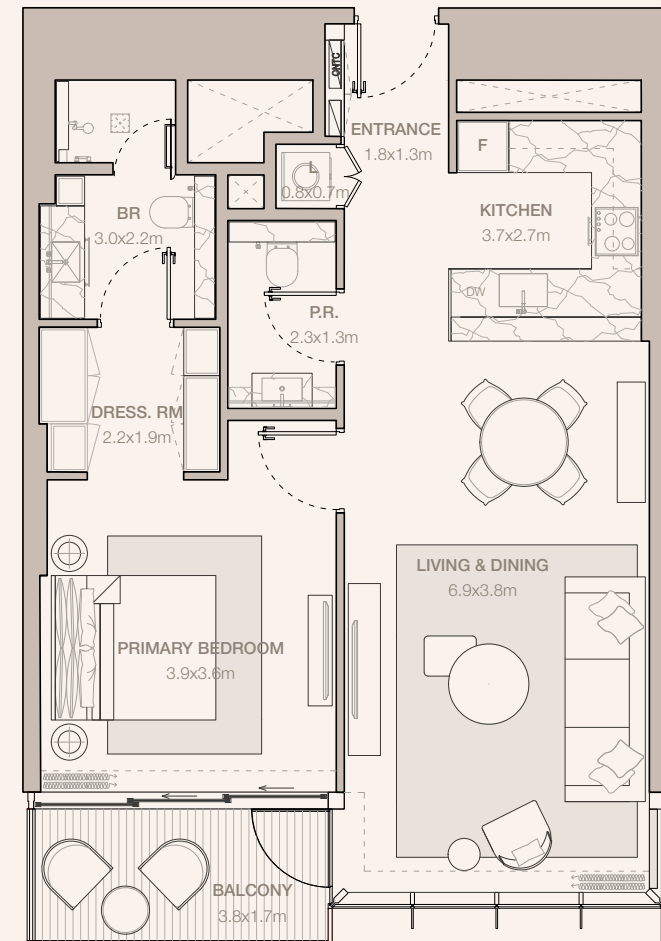 ONTC
ENTRANCE
1.8x1.3m
L
0.8x0.7m
F
BR
3.0x2.2m
KITCHEN
3.7x2.7m
DW
P.R.
2.3x1.3m
DRESS. RM
2.2x1.9m
LIVING & DINING
6.9x3.8m
PRIMARY BEDROOM
3.9x3.6m
BALCONY
3.8x1.7m